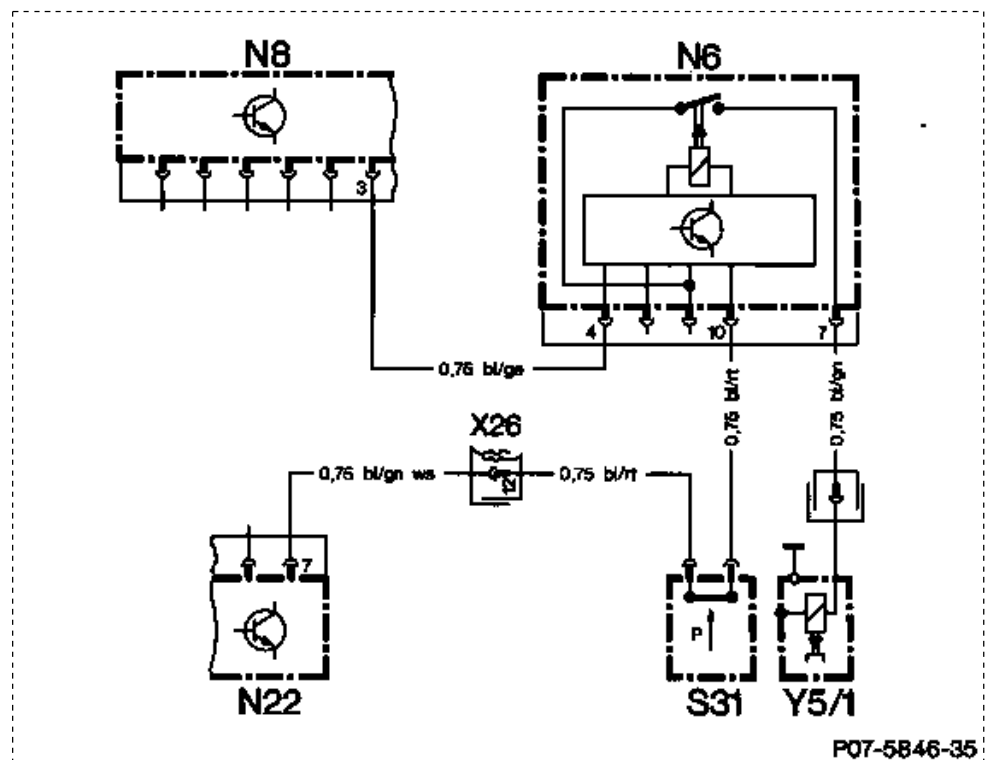 N8
N6
3
4
10
7
0,75 bl/ge
0,75 bl/rt
0,75 bl/gn
X26
0,75 bl/gn ws
12
0,75 bl/rt
7
P
N22
S31
Y5/1
P07-5846-35